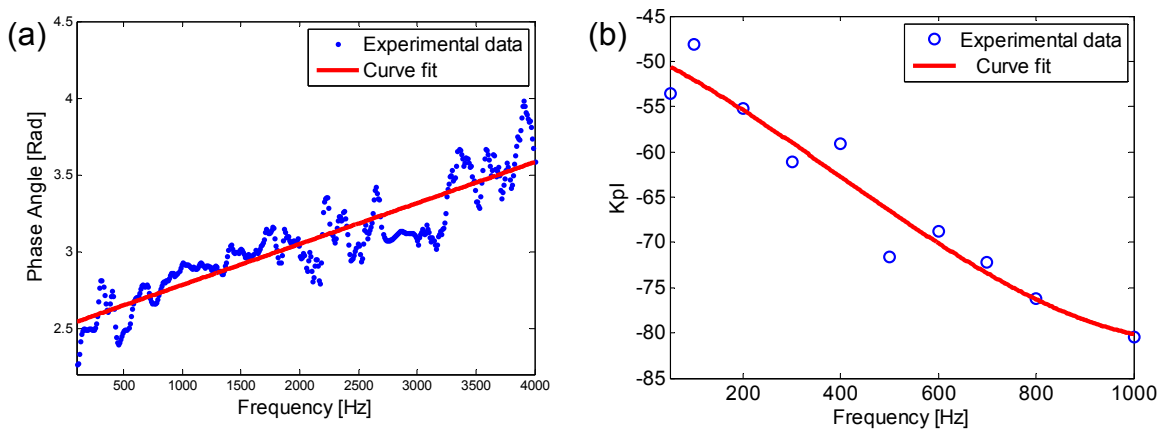 (a)
4.5
4
3.5
3
2.5
Phase Angle [Rad]
500 1000 1500 2000 2500 3000 3500 4000
Frequency [Hz]
Experimental data
Curve fit
(b)
-45
-50
-55
-60
-65
-70
-75
-80
-85
Kpl
200 400 600 800 1000
Frequency [Hz]
Experimental data
Curve fit